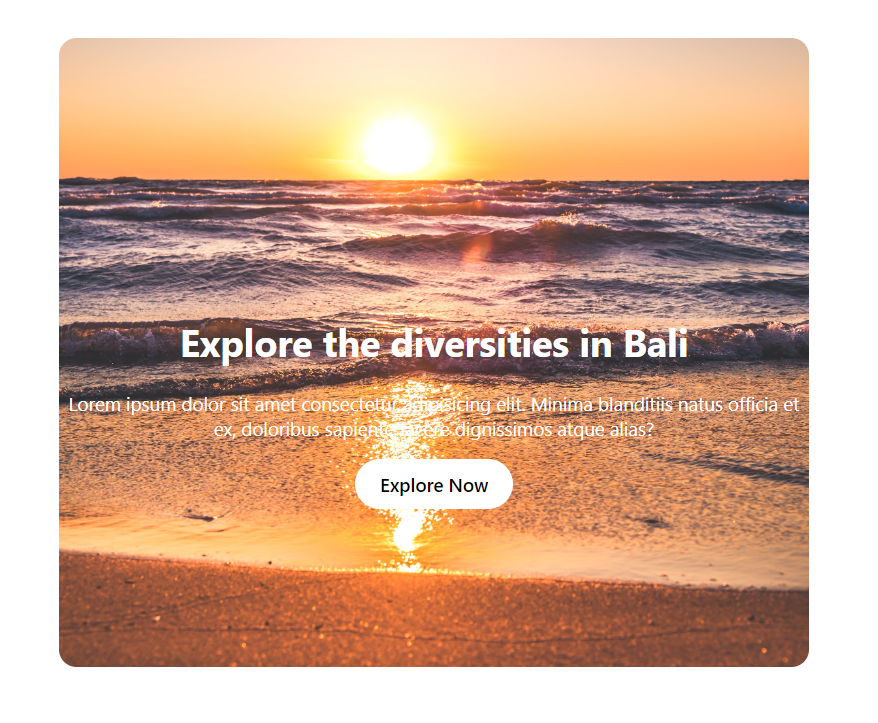 Explore the diversities in Bali
Lorem ipsum dolor sit amet consectetur adipisicing elit. Minima blanditiis natus officia et
ex, doloribus sapiente facere dignissimos atque alias?
Explore Now